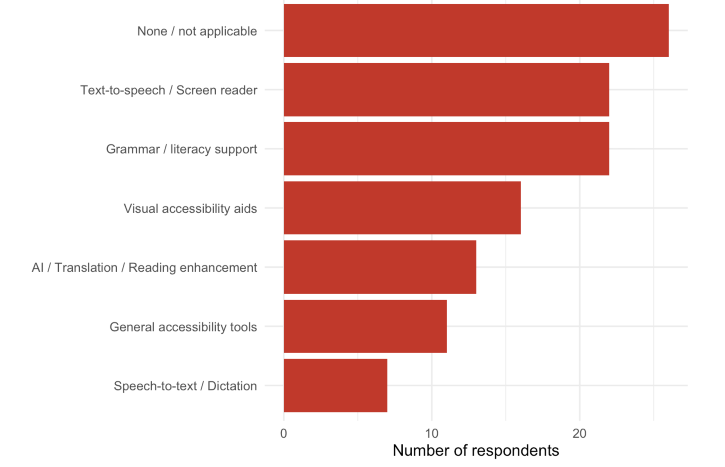 None / not applicable
Text-to-speech / Screen reader
Grammar / literacy support
Visual accessibility aids
AI / Translation / Reading enhancement
General accessibility tools
Speech-to-text / Dictation
0 10 20
Number of respondents